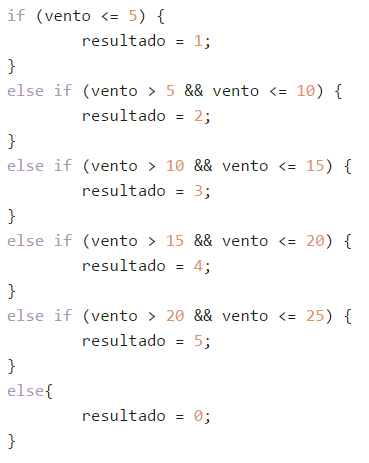 if (vento <= 5) {
        resultado = 1;
}
else if (vento > 5 && vento <= 10) {
        resultado = 2;
}
else if (vento > 10 && vento <= 15) {
        resultado = 3;
}
else if (vento > 15 && vento <= 20) {
        resultado = 4;
}
else if (vento > 20 && vento <= 25) {
        resultado = 5;
}
else{
        resultado = 0;
}